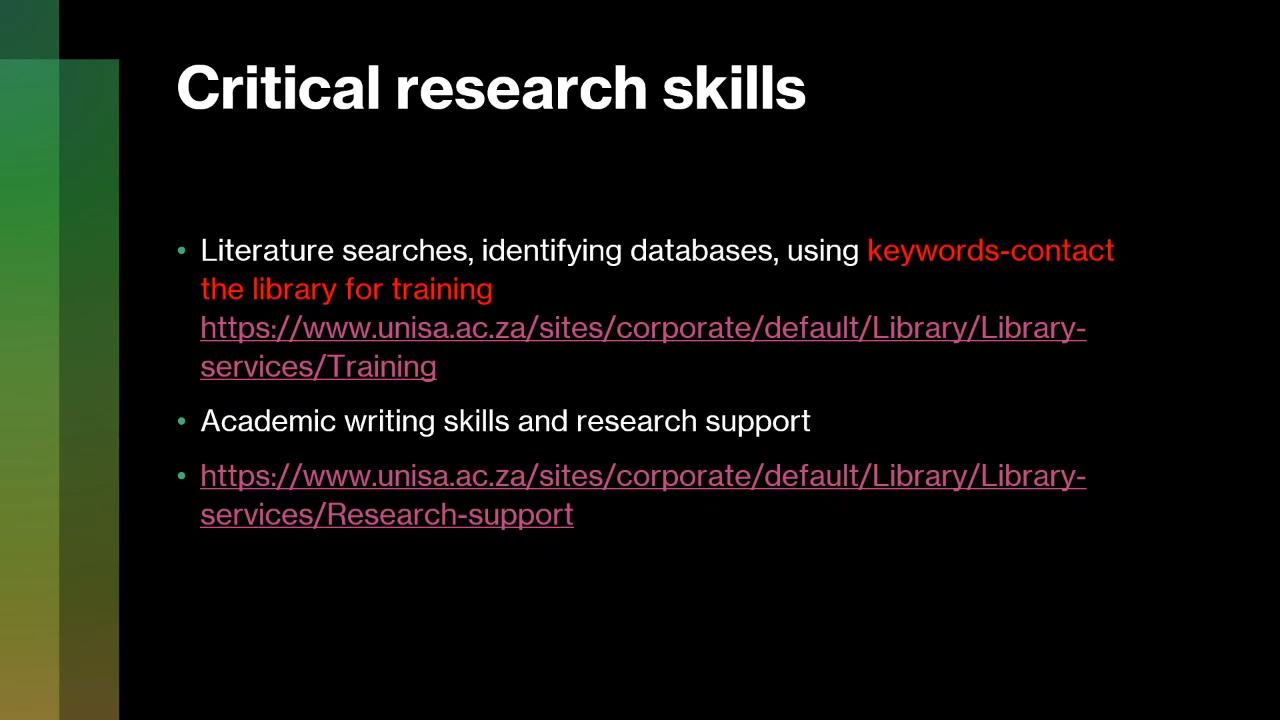 Critical research skills
• Literature searches, identifying databases, using keywords-contact
the library for training
https://www.unisa.ac.za/sites/corporate/default/Library/Library-
services/Training
• Academic writing skills and research support
• https://www.unisa.ac.za/sites/corporate/default/Library/Library-
services/Research-support